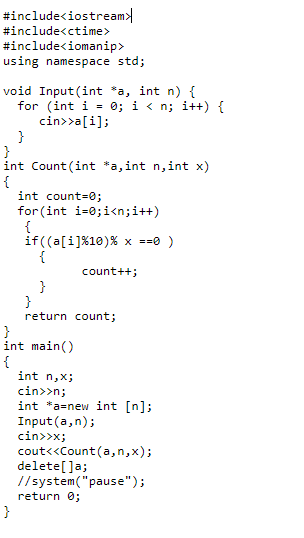 #include<iostream>
#include<ctime>
#include<iomanip>
using namespace std;
void Input(int *a, int n) {
for (int i = 0; i < n; i++) {
cin>>a[i];
}
}
int Count(int *a,int n,int x)
{
int count=0;
for(int i=0;i<n;i++)
{
if((a[i]%10)% x ==0 )
{
count++;
}
}
return count;
}
int main()
{
int n,x;
cin>>n;
int *a=new int [n];
Input(a,n);
cin>>x;
cout<<Count(a,n,x);
delete[]a;
//system("pause");
return 0;
}